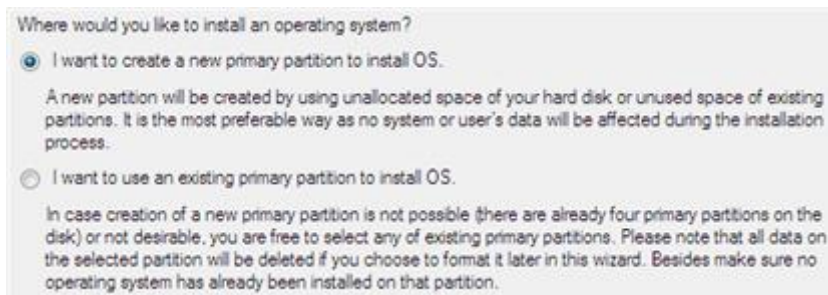 Where would you like to install an operating system?
I want to create a new primary partition to install OS.
A new partition will be created by using unallocated space of your hard disk or unused space of existing
partitions. It is the most preferable way as no system or user's data will be affected during the installation
process.
I want to use an existing primary partition to install OS.
In case creation of a new primary partition is not possible (there are already four primary partitions on the
disk) or not desirable, you are free to select any of existing primary partitions. Please note that all data on
the selected partition will be deleted if you choose to format it later in this wizard. Besides make sure no
operating system has already been installed on that partition.